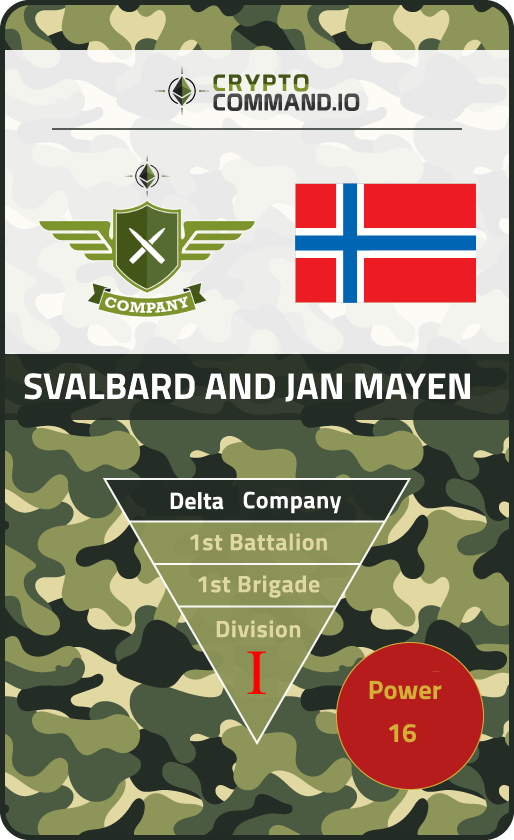 CRYPTO
COMMAND.IO
COMPANY
SVALBARD AND JAN MAYEN
Delta Company
1st Battalion
1st Brigade
Division
I
Power
16